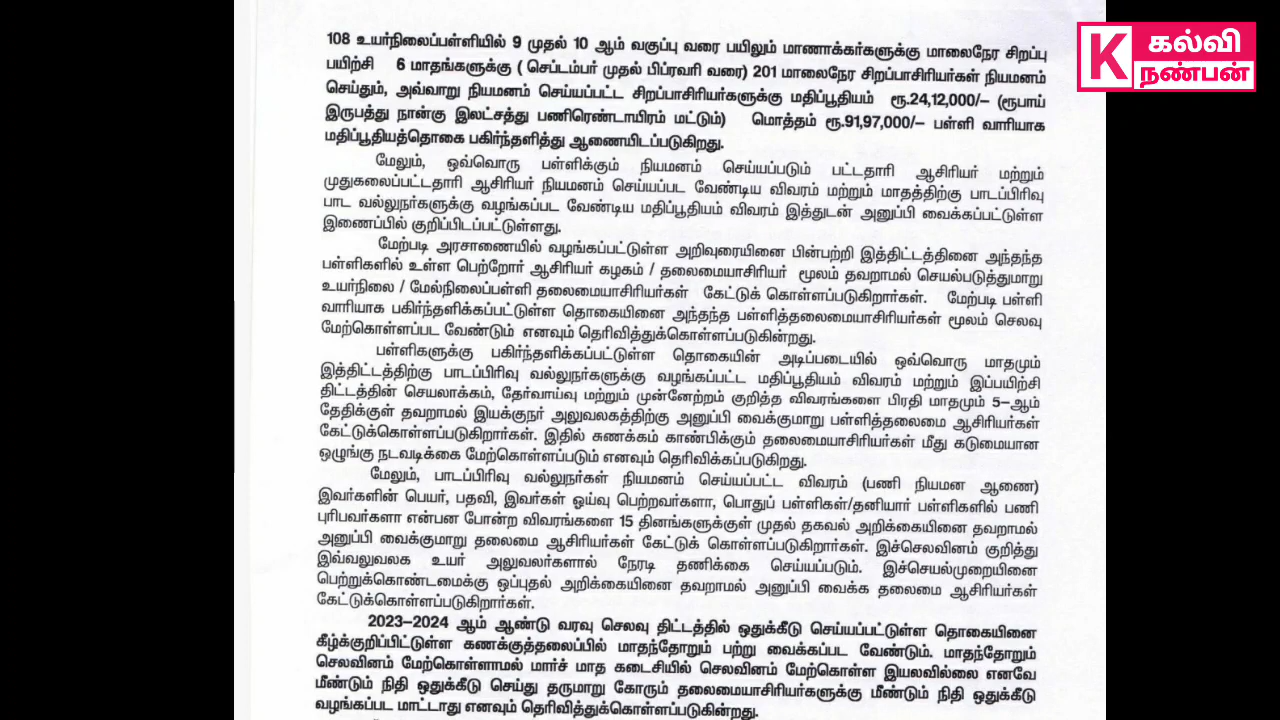 108 உயர்நிலைப்பள்ளியில் 9 முதல் 10 ஆம் வகுப்பு வரை பயிலும் மாணாக்கர்களுக்கு மாலைநேர சிறப்பு
பயிற்சி 6 மாதங்களுக்கு ( செப்டம்பர் முதல் பிப்ரவரி வரை) 201 மாலைநேர சிறப்பாசிரியர்கள் நியமனம்
செய்தும், அவ்வாறு நியமனம் செய்யப்பட்ட சிறப்பாசிரியர்களுக்கு மதிப்பூதியம் ரூ.24,12,000/– (ரூபாய்
இருபத்து நான்கு இலட்சத்து பணிரெண்டாயிரம் மட்டும்) மொத்தம் ரூ.91,97,000/– பள்ளி வாரியாக
மதிப்பூதியத்தொகை பகிர்ந்தளித்து ஆணையிடப்படுகிறது.
மேலும், ஒவ்வொரு பள்ளிக்கும் நியமனம் செய்யப்படும் பட்டதாரி ஆசிரியர் மற்றும்
முதுகலைப்பட்டதாரி ஆசிரியர் நியமனம் செய்யப்பட வேண்டிய விவரம் மற்றும் மாதத்திற்கு பாடப்பிரிவு
பாட வல்லுநர்களுக்கு வழங்கப்பட வேண்டிய மதிப்பூதியம் விவரம் இத்துடன் அனுப்பி வைக்கப்பட்டுள்ள
இணைப்பில் குறிப்பிடப்பட்டுள்ளது.
மேற்படி அரசாணையில் வழங்கப்பட்டுள்ள அறிவுரையினை பின்பற்றி இத்திட்டத்தினை அந்தந்த
பள்ளிகளில் உள்ள பெற்றோர் ஆசிரியர் கழகம் / தலைமையாசிரியர் மூலம் தவறாமல் செயல்படுத்துமாறு
உயர்நிலை / மேல்நிலைப்பள்ளி தலைமையாசிரியர்கள் கேட்டுக் கொள்ளப்படுகிறார்கள். மேற்படி பள்ளி
வாரியாக பகிர்ந்தளிக்கப்பட்டுள்ள தொகையினை அந்தந்த பள்ளித்தலைமையாசிரியர்கள் மூலம் செலவு
மேற்கொள்ளப்பட வேண்டும் எனவும் தெரிவித்துக்கொள்ளப்படுகின்றது.
பள்ளிகளுக்கு பகிர்ந்தளிக்கப்பட்டுள்ள தொகையின் அடிப்படையில் ஒவ்வொரு மாதமும்
இத்திட்டத்திற்கு பாடப்பிரிவு வல்லுநர்களுக்கு வழங்கப்பட்ட மதிப்பூதியம் விவரம் மற்றும் இப்பயிற்சி
திட்டத்தின் செயலாக்கம், தேர்வாய்வு மற்றும் முன்னேற்றம் குறித்த விவரங்களை பிரதி மாதமும் 5–ஆம்
தேதிக்குள் தவறாமல் இயக்குநர் அலுவலகத்திற்கு அனுப்பி வைக்குமாறு பள்ளித்தலைமை ஆசிரியர்கள்
கேட்டுக்கொள்ளப்படுகிறார்கள். இதில் சுணக்கம் காண்பிக்கும் தலைமையாசிரியர்கள் மீது கடுமையான
ஒழுங்கு நடவடிக்கை மேற்கொள்ளப்படும் எனவும் தெரிவிக்கப்படுகிறது.
மேலும், பாடப்பிரிவு வல்லுநர்கள் நியமனம் செய்யப்பட்ட விவரம் (பணி நியமன ஆணை)
இவர்களின் பெயர், பதவி, இவர்கள் ஓய்வு பெற்றவர்களா, பொதுப் பள்ளிகள்/தனியார் பள்ளிகளில் பணி
புரிபவர்களா என்பன போன்ற விவரங்களை 15 தினங்களுக்குள் முதல் தகவல் அறிக்கையினை தவறாமல்
அனுப்பி வைக்குமாறு தலைமை ஆசிரியர்கள் கேட்டுக் கொள்ளப்படுகிறார்கள். இச்செலவினம் குறித்து
இவ்வலுவலக உயர் அலுவலர்களால் நேரடி தணிக்கை செய்யப்படும். இச்செயல்முறையினை
பெற்றுக்கொண்டமைக்கு ஒப்புதல் அறிக்கையினை தவறாமல் அனுப்பி வைக்க தலைமை ஆசிரியர்கள்
கேட்டுக்கொள்ளப்படுகிறார்கள்.
2023–2024 ஆம் ஆண்டு வரவு செலவு திட்டத்தில் ஒதுக்கீடு செய்யப்பட்டுள்ள தொகையினை
கீழ்க்குறிப்பிட்டுள்ள கணக்குத்தலைப்பில் மாதந்தோறும் பற்று வைக்கப்பட வேண்டும். மாதந்தோறும்
செலவினம் மேற்கொள்ளாமல் மார்ச் மாத கடைசியில் செலவினம் மேற்கொள்ள இயலவில்லை எனவே
மீண்டும் நிதி ஒதுக்கீடு செய்து தருமாறு கோரும் தலைமையாசிரியர்களுக்கு மீண்டும் நிதி ஒதுக்கீடு
வழங்கப்பட மாட்டாது எனவும் தெரிவித்துக்கொள்ளப்படுகின்றது.
K கல்வி
நண்பன்